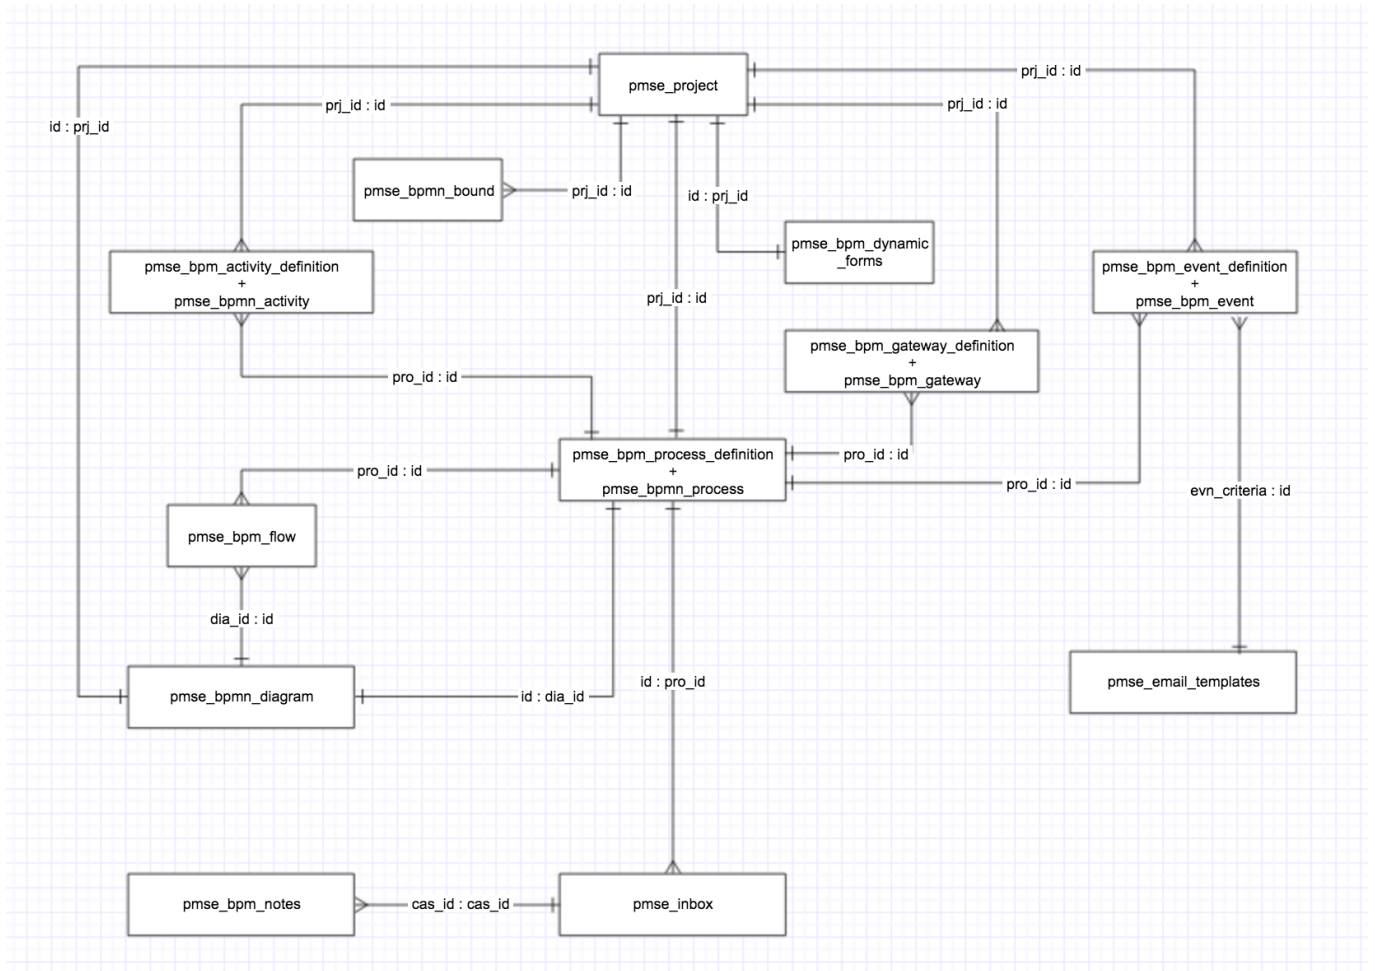 prj_id : id
pmse_project
prj_id : id
prj_id : id
id : prj_id
pmse_bpmn_bound
prj_id : id
id : prj_id
pmse_bpm_dynamic
_forms
pmse_bpm_activity_definition
+
pmse_bpmn_activity
pmse_bpm_event_definition
+
pmse_bpm_event
prj_id : id
pmse_bpm_gateway_definition
+
pmse_bpm_gateway
pro_id : id
pmse_bpm_process_definition
+
pmse_bpmn_process
pro_id : id
pro_id : id
pro_id : id
evn_criteria : id
pmse_bpm_flow
dia_id : id
pmse_bpmn_diagram
id : dia_id
id : pro_id
pmse_email_templates
pmse_bpm_notes
cas_id : cas_id
pmse_inbox